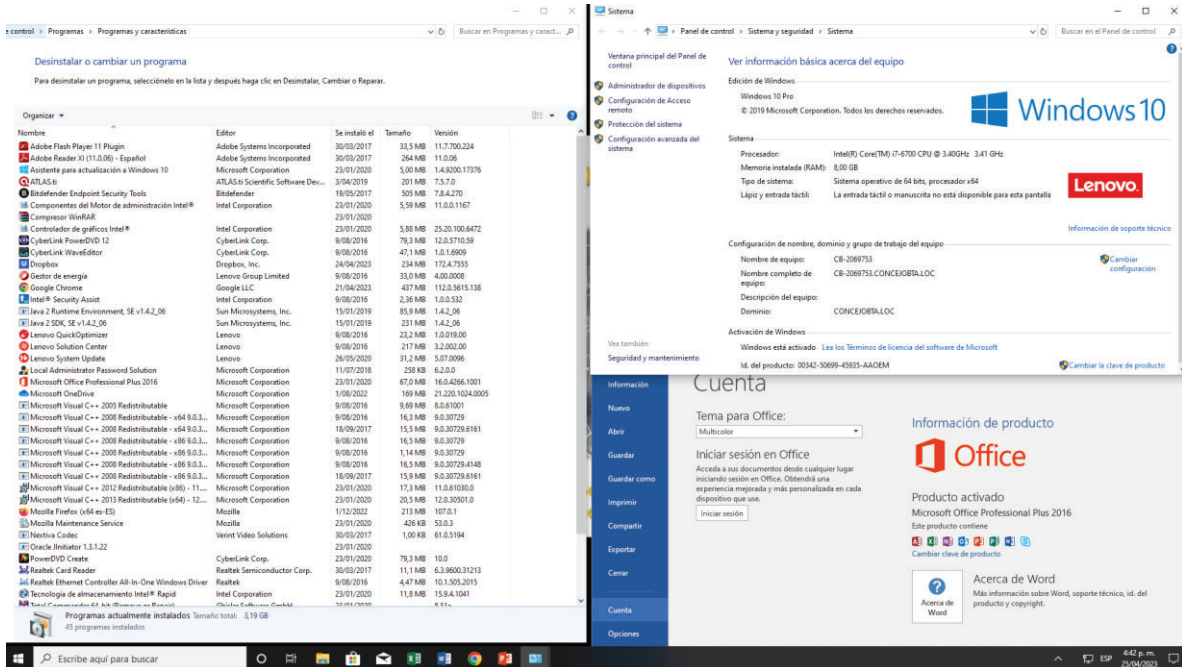 e control > Programas > Programas y características
Buscar en Programas y caract...
Desinstalar o cambiar un programa
Para desinstalar un programa, selecciónelo en la lista y después haga clic en Desinstalar, Cambiar o Reparar.
Organizar
Nombre Editor Se instaló el Tamaño Versión
Adobe Flash Player 11 Plugin Adobe Systems Incorporated 30/03/2017 33,5 MB 11.7.700.224
Adobe Reader XI (11.0.06) - Español Adobe Systems Incorporated 30/03/2017 264 MB 11.0.06
Asistente para actualización a Windows 10 Microsoft Corporation 23/01/2020 5,00 MB 1.4.9200.17376
ATLAS.ti ATLAS.ti Scientific Software Dev... 3/04/2019 201 MB 7.5.7.0
Bitdefender Endpoint Security Tools Bitdefender 19/05/2017 505 MB 7.8.4.270
Componentes del Motor de administración Intel® Intel Corporation 23/01/2020 5,59 MB 11.0.0.1167
Compresor WinRAR 23/01/2020
Controlador de gráficos Intel® Intel Corporation 23/01/2020 5,88 MB 25.20.100.6472
CyberLink PowerDVD 12 CyberLink Corp. 9/08/2016 79,3 MB 12.0.5710.59
CyberLink WaveEditor CyberLink Corp. 9/08/2016 47,1 MB 1.0.1.6909
Dropbox Dropbox, Inc. 24/04/2023 234 MB 172.4.7555
Gestor de energía Lenovo Group Limited 9/08/2016 33,0 MB 4.00.0008
Google Chrome Google LLC 21/04/2023 437 MB 112.0.5615.138
Intel® Security Assist Intel Corporation 9/08/2016 2,36 MB 1.0.0.532
Java 2 Runtime Environment, SE v1.4.2_06 Sun Microsystems, Inc. 15/01/2019 85,9 MB 1.4.2_06
Java 2 SDK, SE v1.4.2_06 Sun Microsystems, Inc. 15/01/2019 231 MB 1.4.2_06
Lenovo QuickOptimizer Lenovo 9/08/2016 23,2 MB 1.0.019.00
Lenovo Solution Center Lenovo 9/08/2016 217 MB 3.2.002.00
Lenovo System Update Lenovo 26/05/2020 31,2 MB 5.07.0096
Local Administrator Password Solution Microsoft Corporation 11/07/2018 258 KB 6.2.0.0
Microsoft Office Professional Plus 2016 Microsoft Corporation 23/01/2020 67,0 MB 16.0.4266.1001
Microsoft OneDrive Microsoft Corporation 1/08/2022 169 MB 21.220.1024.0005
Microsoft Visual C++ 2005 Redistributable Microsoft Corporation 9/08/2016 9,69 MB 8.0.61001
Microsoft Visual C++ 2008 Redistributable - x64 9.0.3... Microsoft Corporation 9/08/2016 16,3 MB 9.0.30729
Microsoft Visual C++ 2008 Redistributable - x64 9.0.3... Microsoft Corporation 18/09/2017 15,5 MB 9.0.30729.6161
Microsoft Visual C++ 2008 Redistributable - x86 9.0.3... Microsoft Corporation 9/08/2016 16,5 MB 9.0.30729
Microsoft Visual C++ 2008 Redistributable - x86 9.0.3... Microsoft Corporation 9/08/2016 1,14 MB 9.0.30729
Microsoft Visual C++ 2008 Redistributable - x86 9.0.3... Microsoft Corporation 9/08/2016 16,5 MB 9.0.30729.4148
Microsoft Visual C++ 2008 Redistributable - x86 9.0.3... Microsoft Corporation 18/09/2017 15,9 MB 9.0.30729.6161
Microsoft Visual C++ 2012 Redistributable (x86) - 11.... Microsoft Corporation 23/01/2020 17,3 MB 11.0.61030.0
Microsoft Visual C++ 2013 Redistributable (x64) - 12.... Microsoft Corporation 23/01/2020 20,5 MB 12.0.30501.0
Mozilla Firefox (x64 es-ES) Mozilla 1/12/2022 213 MB 107.0.1
Mozilla Maintenance Service Mozilla 23/01/2020 426 KB 53.0.3
Nextiva Codec Verint Video Solutions 30/03/2017 1,00 KB 61.0.5194
Oracle JInitiator 1.3.1.22 23/01/2020
PowerDVD Create CyberLink Corp. 23/01/2020 79,3 MB 10.0
Realtek Card Reader Realtek Semiconductor Corp. 30/03/2017 11,1 MB 6.3.9600.31213
Realtek Ethernet Controller All-In-One Windows Driver Realtek 9/08/2016 4,47 MB 10.1.505.2015
Tecnología de almacenamiento Intel® Rapid Intel Corporation 23/01/2020 11,8 MB 15.9.4.1041
Programas actualmente instalados Tamaño total: 3,19 GB
45 programas instalados
Sistema
Panel de control > Sistema y seguridad > Sistema
Buscar en el Panel de control
Ventana principal del Panel de
control
Administrador de dispositivos
Configuración de Acceso
remoto
Protección del sistema
Configuración avanzada del
sistema
Vea también
Seguridad y mantenimiento
Ver información básica acerca del equipo
Edición de Windows
Windows 10 Pro
© 2019 Microsoft Corporation. Todos los derechos reservados.
Windows 10
Sistema
Procesador: Intel(R) Core(TM) i7-6700 CPU @ 3.40GHz 3.41 GHz
Memoria instalada (RAM): 8,00 GB
Tipo de sistema: Sistema operativo de 64 bits, procesador x64
Lápiz y entrada táctil: La entrada táctil o manuscrita no está disponible para esta pantalla
Lenovo.
Información de soporte técnico
Configuración de nombre, dominio y grupo de trabajo del equipo
Nombre de equipo: CB-2069753
Nombre completo de
equipo: CB-2069753.CONCEJOBTA.LOC
Descripción del equipo:
Dominio: CONCEJOBTA.LOC
Cambiar
configuración
Activación de Windows
Windows está activado Lea los Términos de licencia del software de Microsoft
Id. del producto: 00342-50699-45935-AAOEM
Cambiar la clave de producto
Información
Nuevo
Abrir
Guardar
Guardar como
Imprimir
Compartir
Exportar
Cerrar
Cuenta
Opciones
Cuenta
Tema para Office:
Multicolor
Iniciar sesión en Office
Acceda a sus documentos desde cualquier lugar
iniciando sesión en Office. Obtendrá una
experiencia mejorada y más personalizada en cada
dispositivo que use.
Iniciar sesión
Información de producto
Office
Producto activado
Microsoft Office Professional Plus 2016
Este producto contiene
Cambiar clave de producto
Acerca de
Word
Acerca de Word
Más información sobre Word, soporte técnico, id. del
producto y copyright.
Escribe aquí para buscar
ESP
4:42 p. m.
25/04/2023